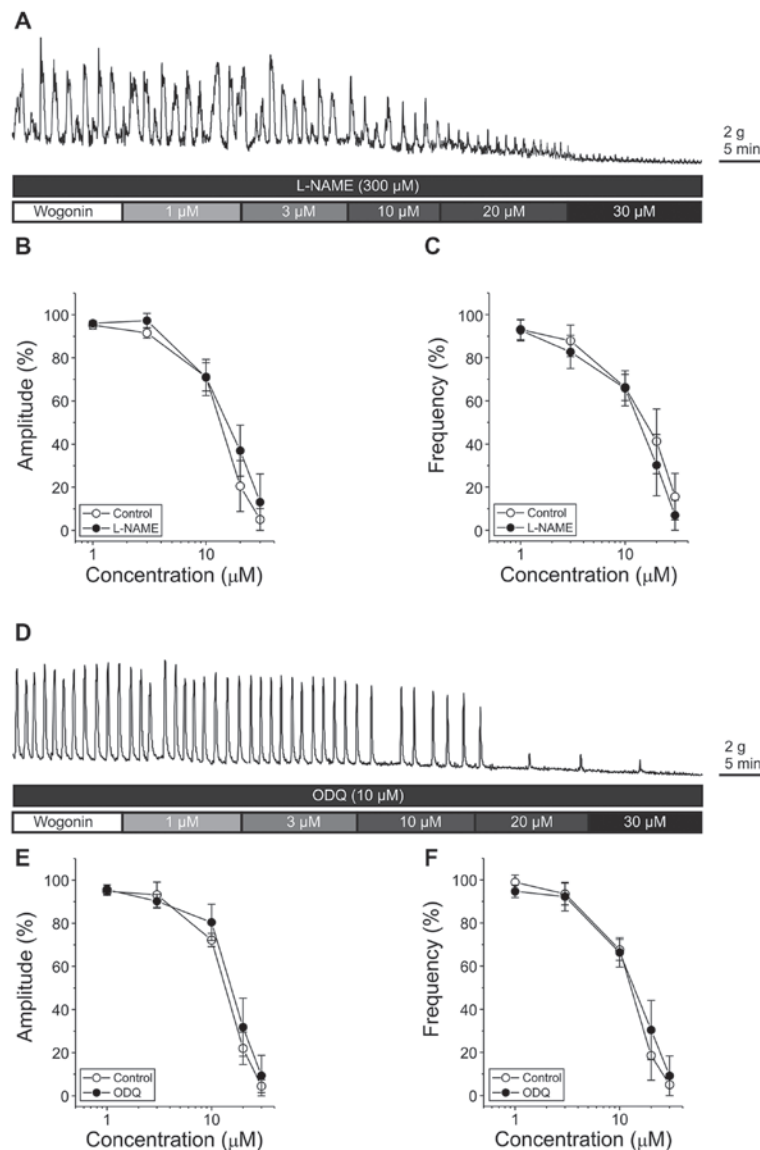 A
2 g
5 min
L-NAME (300 μM)
Wogonin 1 μM 3 μM 10 μM 20 μM 30 μM
B
Amplitude (%)
100
80
60
40
20
0
Control
L-NAME
1 10
Concentration (μM)
C
Frequency (%)
100
80
60
40
20
0
Control
L-NAME
1 10
Concentration (μM)
D
2 g
5 min
ODQ (10 μM)
Wogonin 1 μM 3 μM 10 μM 20 μM 30 μM
E
Amplitude (%)
100
80
60
40
20
0
Control
ODQ
1 10
Concentration (μM)
F
Frequency (%)
100
80
60
40
20
0
Control
ODQ
1 10
Concentration (μM)